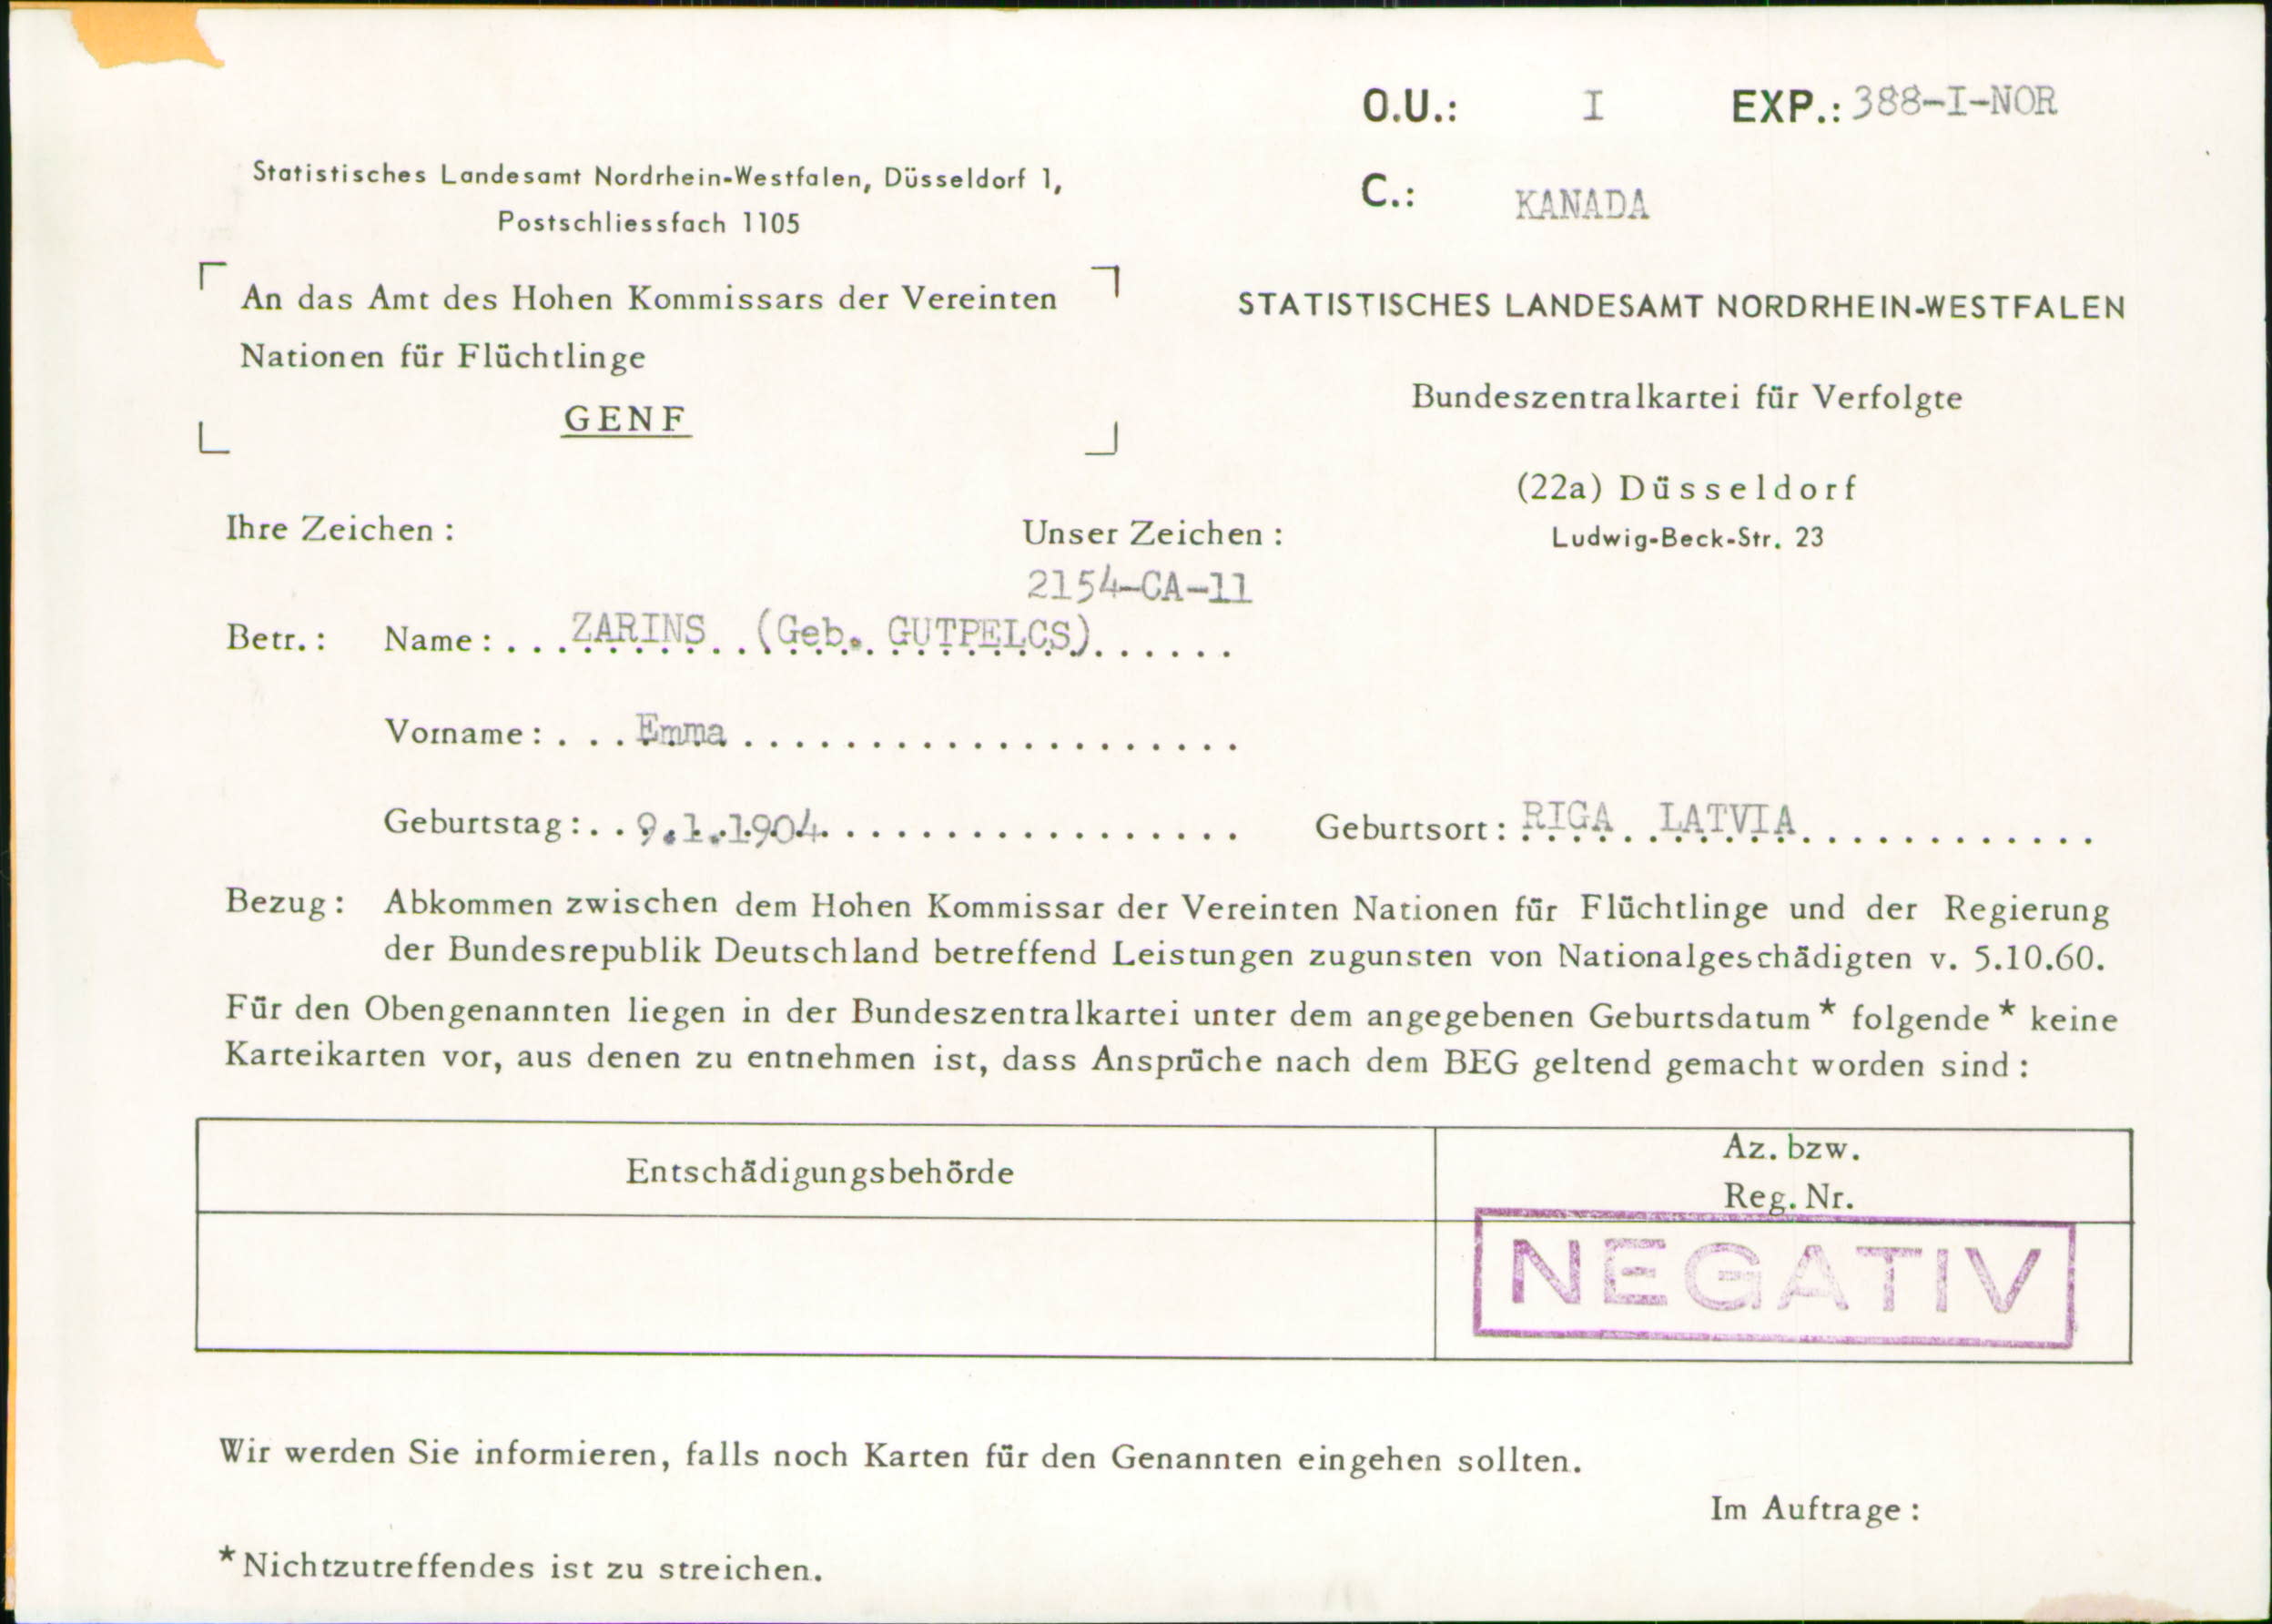 O.U.: I EXP.: 388-I-NOR
Statistisches Landesamt Nordrhein-Westfalen, Düsseldorf 1,
Postschliessfach 1105
C.: KANADA
An das Amt des Hohen Kommissars der Vereinten
Nationen für Flüchtlinge
GENF
STATISTISCHES LANDESAMT NORDRHEIN-WESTFALEN
Bundeszentralkartei für Verfolgte
(22a) Düsseldorf
Ludwig-Beck-Str. 23
Ihre Zeichen :
Unser Zeichen :
2154-CA-11
Betr. : Name : ZARINS (Geb. GUTPELCS)
Vorname : Emma
Geburtstag : 9.1.1904 Geburtsort : RIGA LATVIA
Bezug : Abkommen zwischen dem Hohen Kommissar der Vereinten Nationen für Flüchtlinge und der Regierung
der Bundesrepublik Deutschland betreffend Leistungen zugunsten von Nationalgeschädigten v. 5.10.60.
Für den Obengenannten liegen in der Bundeszentralkartei unter dem angegebenen Geburtsdatum * folgende * keine
Karteikarten vor, aus denen zu entnehmen ist, dass Ansprüche nach dem BEG geltend gemacht worden sind :
Entschädigungsbehörde
Az. bzw.
Reg. Nr.
NEGATIV
Wir werden Sie informieren, falls noch Karten für den Genannten eingehen sollten.
Im Auftrage :
* Nichtzutreffendes ist zu streichen.